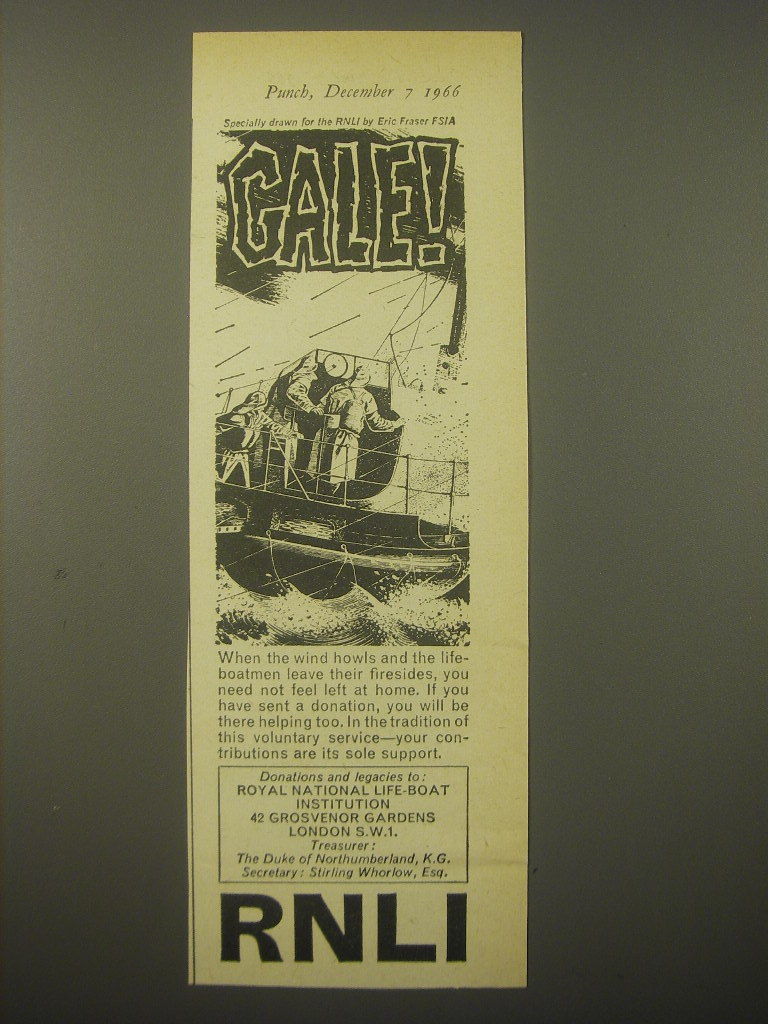 Punch, December 7 1966
Specially drawn for the RNLI by Eric Fraser FSIA
GALE!
When the wind howls and the life-
boatmen leave their firesides, you
need not feel left at home. If you
have sent a donation, you will be
there helping too. In the tradition of
this voluntary service—your con-
tributions are its sole support.
Donations and legacies to:
ROYAL NATIONAL LIFE-BOAT
INSTITUTION
42 GROSVENOR GARDENS
LONDON S.W.1.
Treasurer:
The Duke of Northumberland, K.G.
Secretary: Stirling Whorlow, Esq.
RNLI